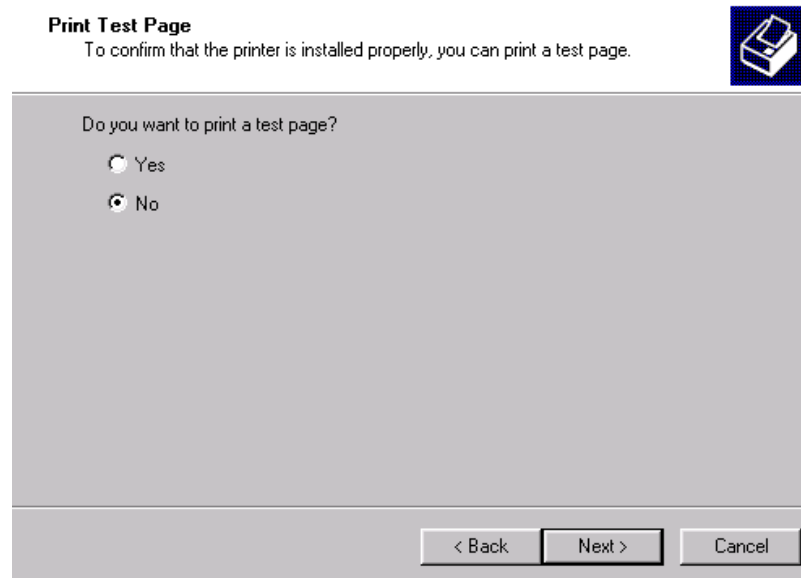 Print Test Page
To confirm that the printer is installed properly, you can print a test page.
Do you want to print a test page?
Yes
No
< Back
Next >
Cancel